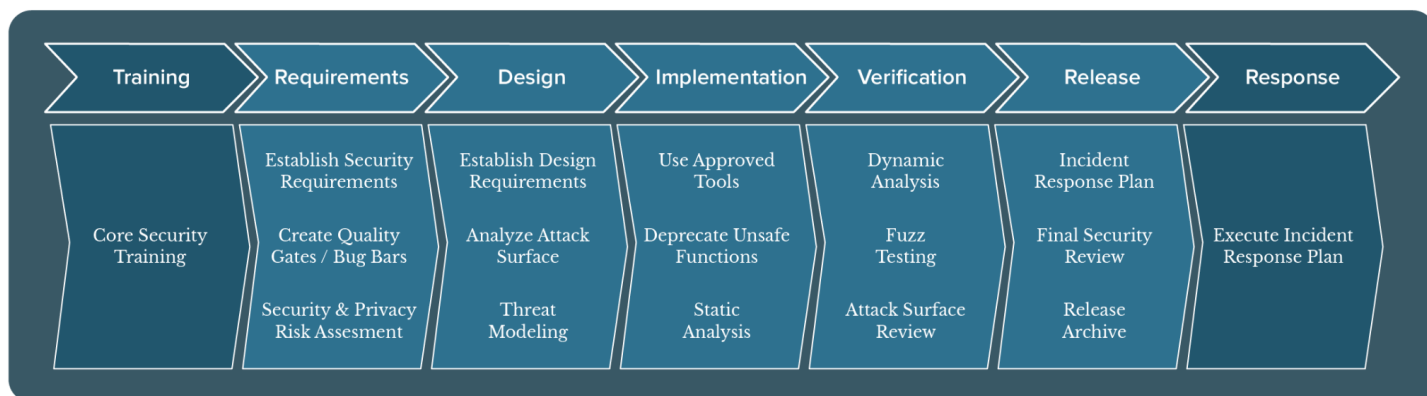 Training
Requirements
Design
Implementation
Verification
Release
Response
Core Security
Training
Establish Security
Requirements
Create Quality
Gates / Bug Bars
Security & Privacy
Risk Assesment
Establish Design
Requirements
Analyze Attack
Surface
Threat
Modeling
Use Approved
Tools
Deprecate Unsafe
Functions
Static
Analysis
Dynamic
Analysis
Fuzz
Testing
Attack Surface
Review
Incident
Response Plan
Final Security
Review
Release
Archive
Execute Incident
Response Plan